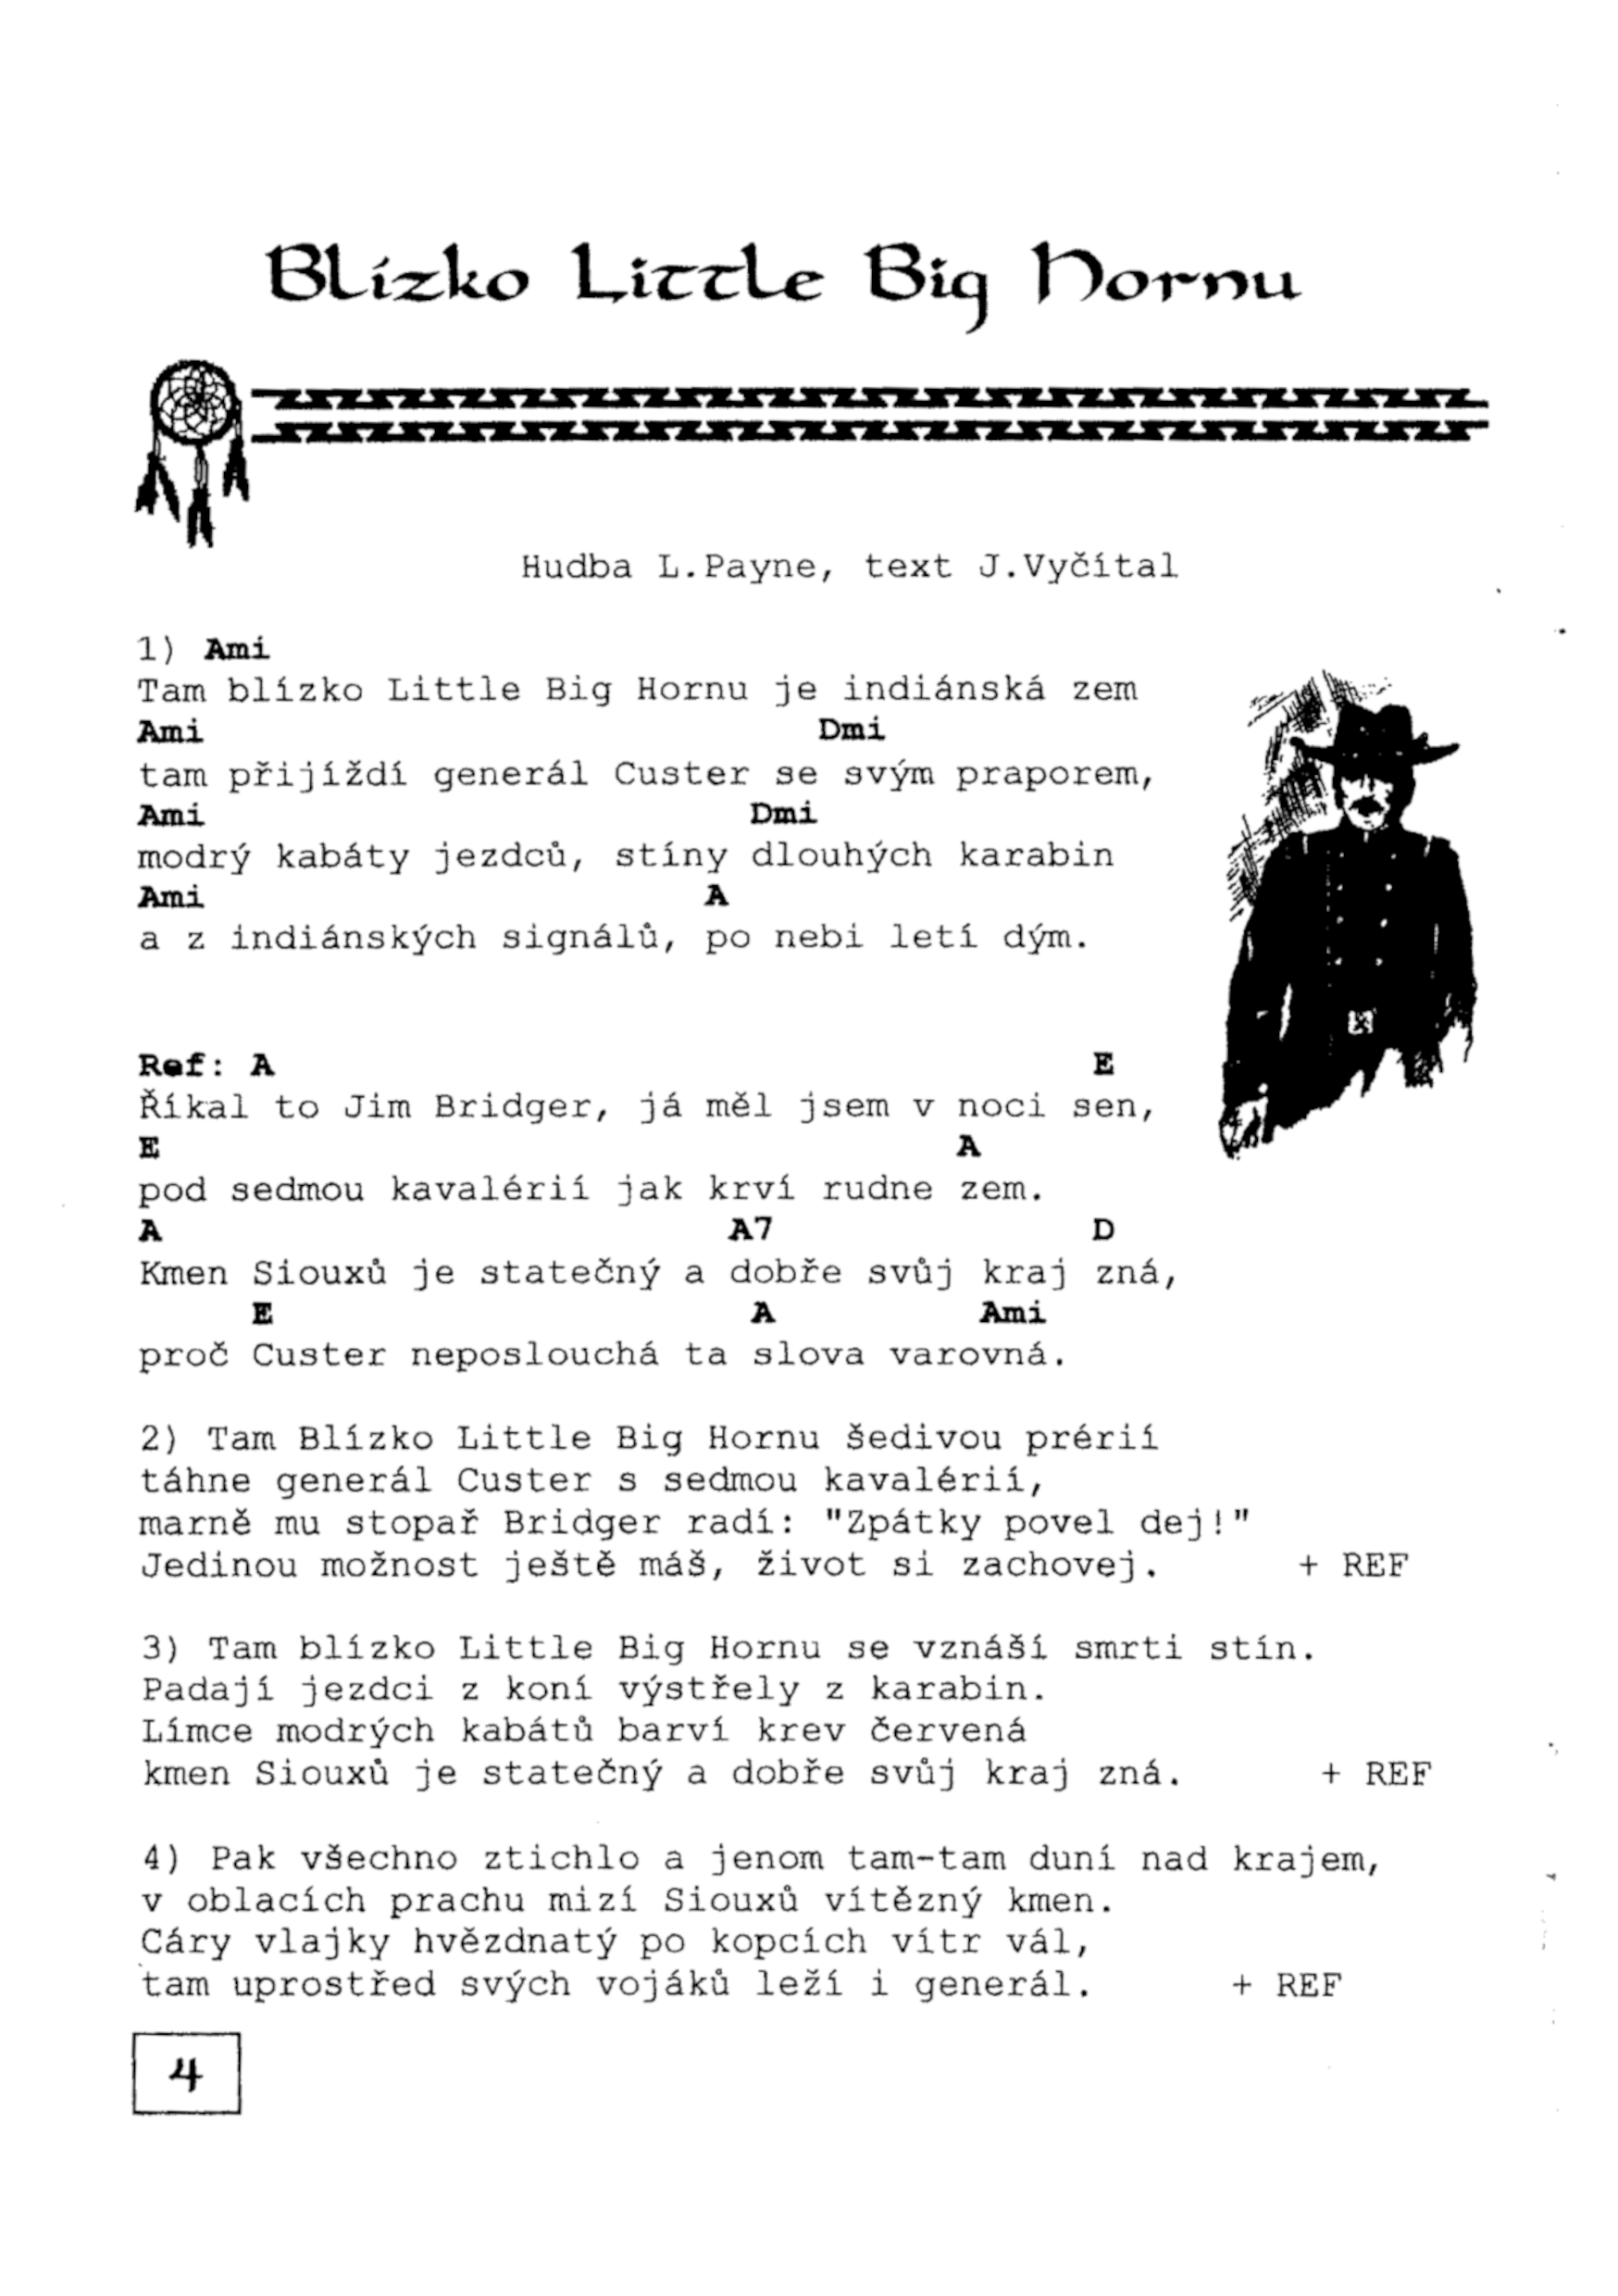 Blízko Little Big Hornu
Hudba L.Payne, text J.Vyčítal
1) Ami
Tam blízko Little Big Hornu je indiánská zem
Ami Dmi
tam přijíždí generál Custer se svým praporem,
Ami Dmi
modrý kabáty jezdců, stíny dlouhých karabin
Ami A
a z indiánských signálů, po nebi letí dým.
Ref: A E
Říkal to Jim Bridger, já měl jsem v noci sen,
E A
pod sedmou kavalérií jak krví rudne zem.
A A7 D
Kmen Siouxů je statečný a dobře svůj kraj zná,
E A Ami
proč Custer neposlouchá ta slova varovná.
2) Tam Blízko Little Big Hornu šedivou prérií
táhne generál Custer s sedmou kavalérií,
marně mu stopař Bridger radí: "Zpátky povel dej!"
Jedinou možnost ještě máš, život si zachovej. + REF
3) Tam blízko Little Big Hornu se vznáší smrti stín.
Padají jezdci z koní výstřely z karabin.
Límce modrých kabátů barví krev červená
kmen Siouxů je statečný a dobře svůj kraj zná. + REF
4) Pak všechno ztichlo a jenom tam-tam duní nad krajem,
v oblacích prachu mizí Siouxů vítězný kmen.
Cáry vlajky hvězdnatý po kopcích vítr vál,
tam uprostřed svých vojáků leží i generál. + REF
4